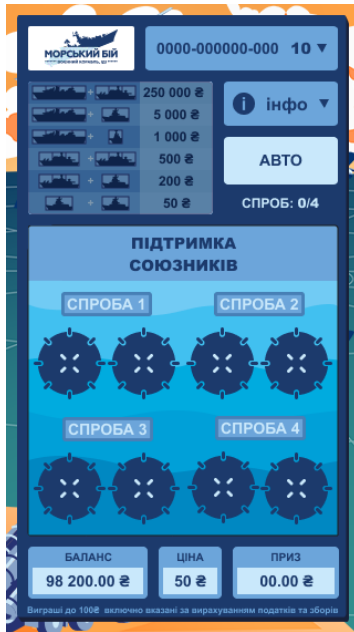 МОРСЬКИЙ БІЙ
0000-000000-000 10
250 000 ₴
5 000 ₴
1 000 ₴
500 ₴
200 ₴
50 ₴
інфо
АВТО
СПРОБ: 0/4
ПІДТРИМКА
СОЮЗНИКІВ
СПРОБА 1
СПРОБА 2
СПРОБА 3
СПРОБА 4
БАЛАНС
98 200.00 ₴
ЦІНА
50 ₴
ПРИЗ
00.00 ₴
Виграші до 100₴ включно вказані за вирахуванням податків та зборів